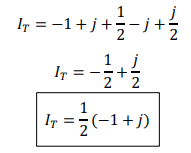 I_T = −1 + j + 1/2 − j + j/2
I_T = −1/2 + j/2
I_T = 1/2 (−1 + j)